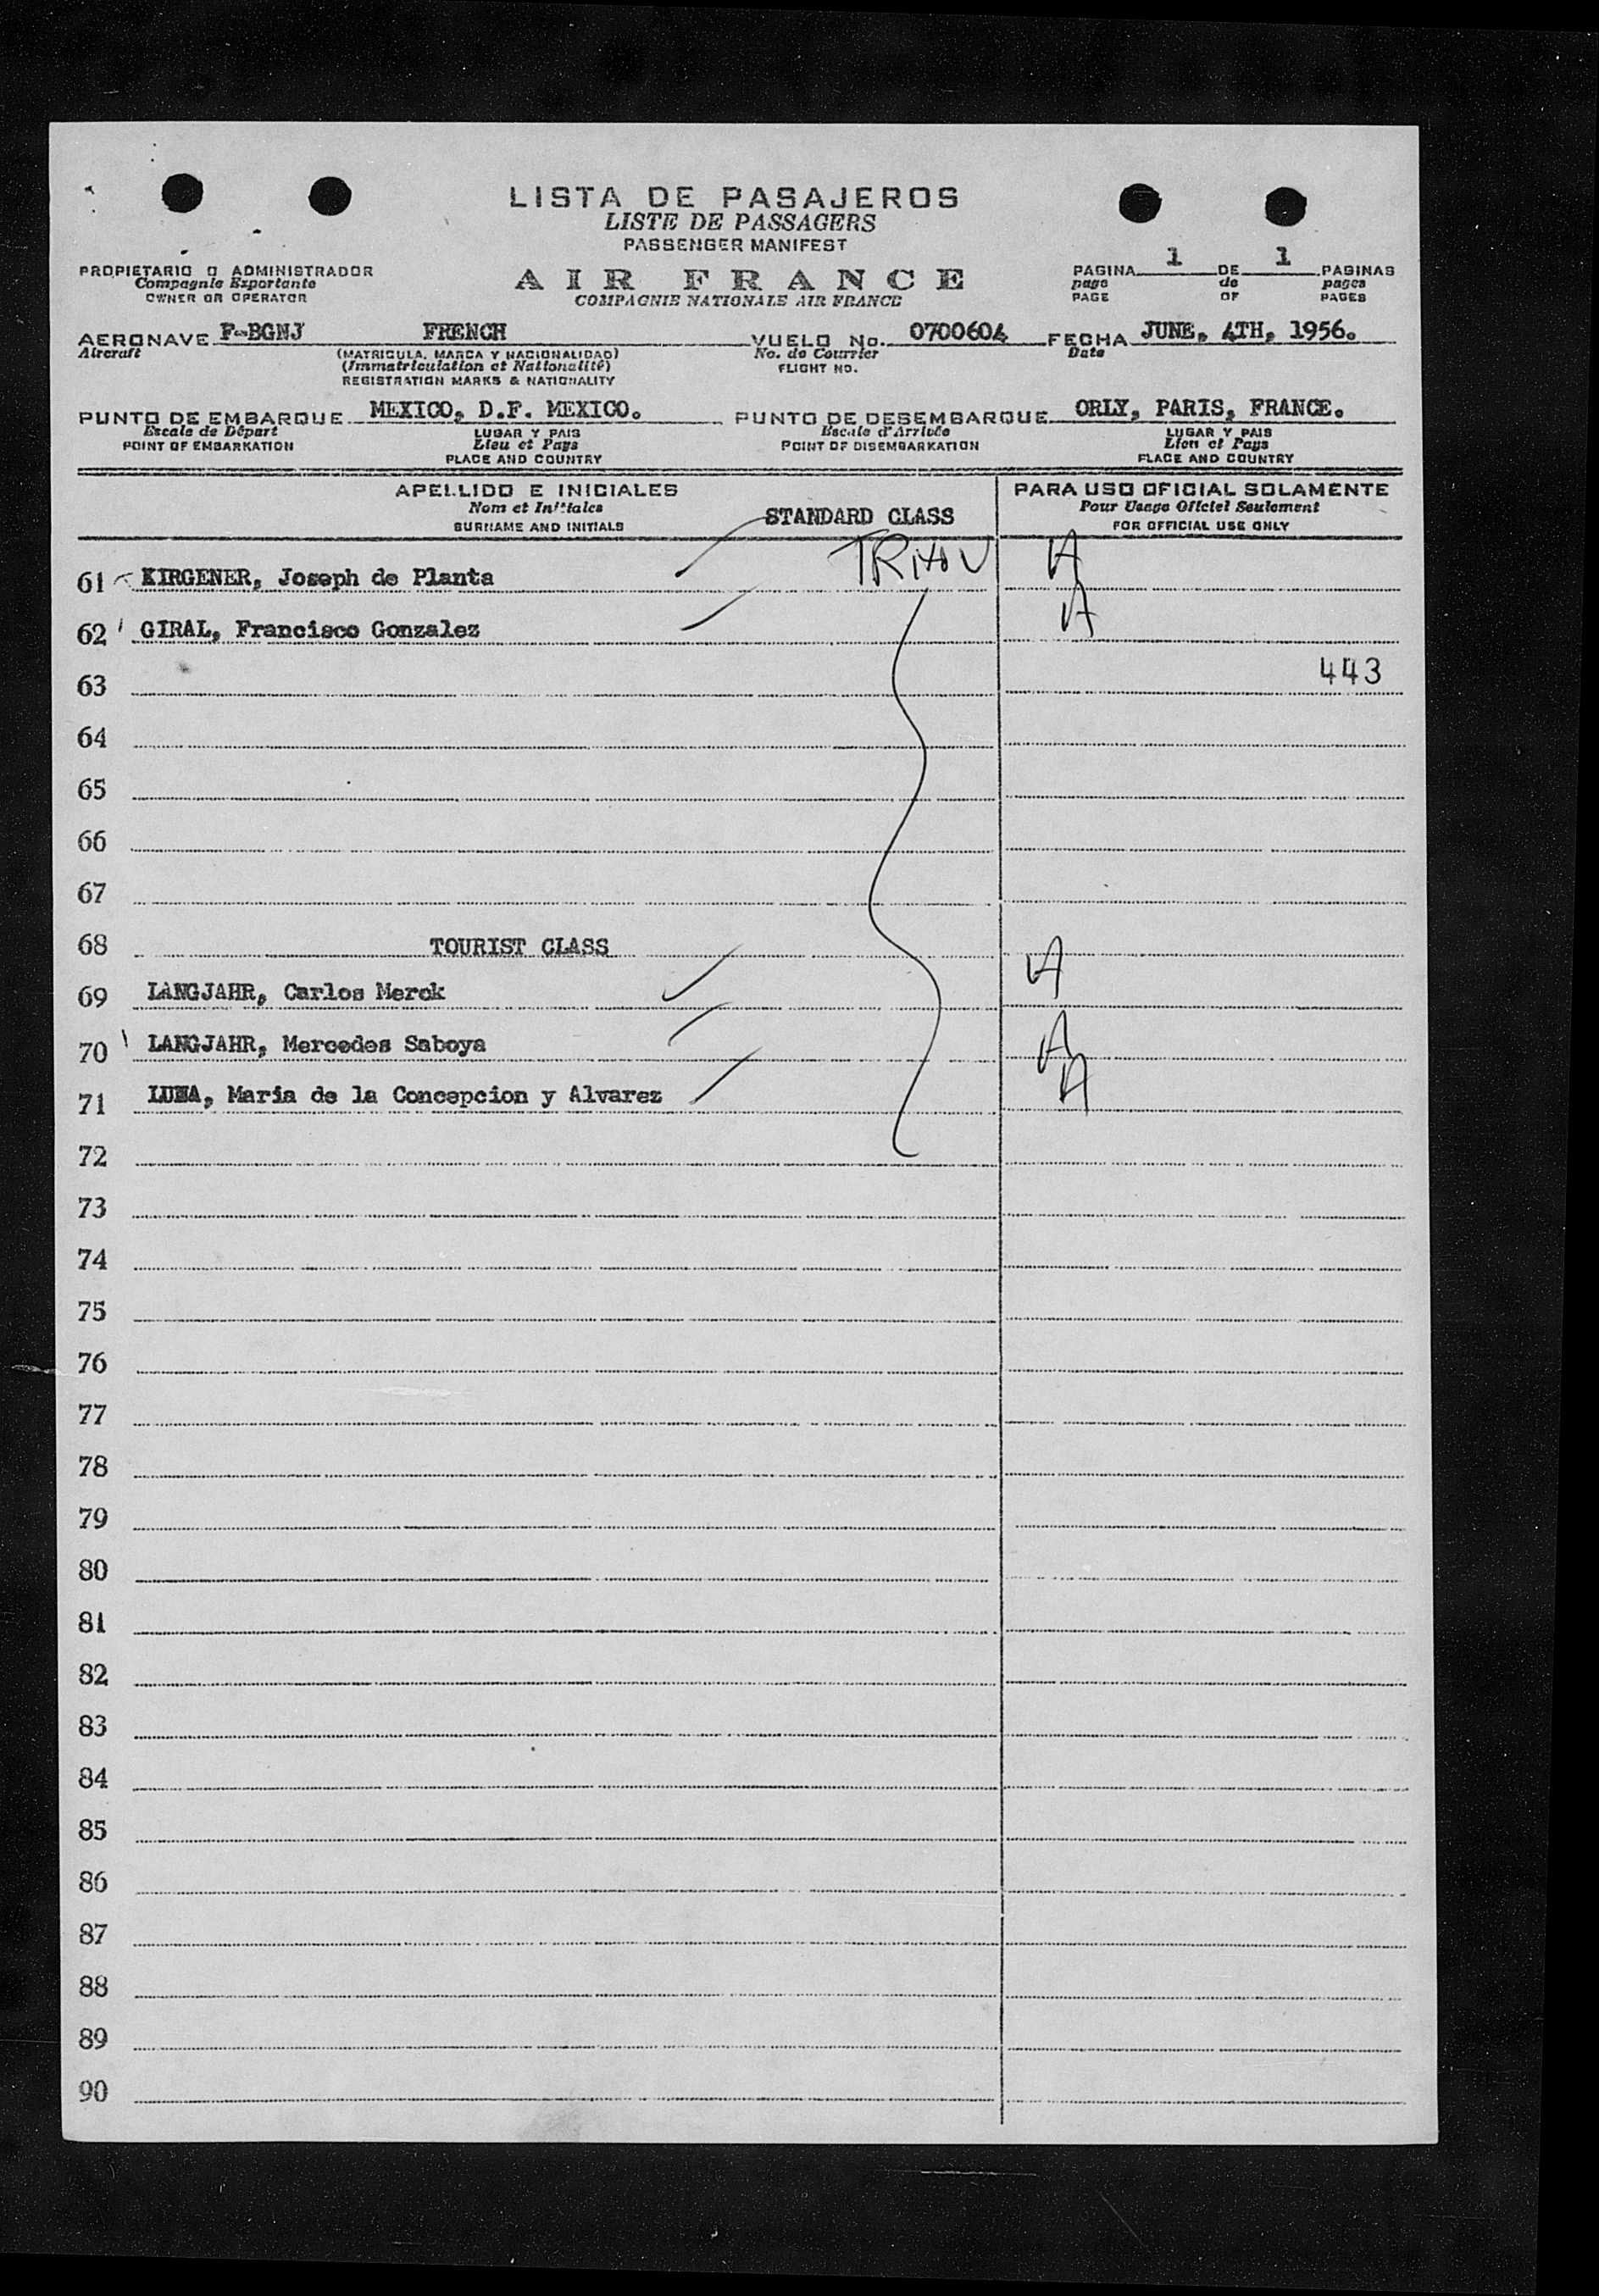 LISTA DE PASAJEROS
LISTE DE PASSAGERS
PASSENGER MANIFEST
PROPIETARIO O ADMINISTRADOR
Compagnie Exportante
OWNER OR OPERATOR
AIR FRANCE
COMPAGNIE NATIONALE AIR FRANCE
PAGINA 1 DE 1 PAGINAS
page de pages
PAGE OF PAGES
AERONAVE F-BGNJ FRENCH VUELO No. 0700604 FECHA JUNE, 4TH, 1956.
Aircraft (MATRICULA, MARCA Y NACIONALIDAD) No. de Courrier Date
(Immatriculation et Nationalité) FLIGHT NO.
REGISTRATION MARKS & NATIONALITY
PUNTO DE EMBARQUE MEXICO, D.F. MEXICO. PUNTO DE DESEMBARQUE ORLY, PARIS, FRANCE.
Escale de Départ LUGAR Y PAIS Escale d'Arrivée LUGAR Y PAIS
POINT OF EMBARKATION Lieu et Pays POINT OF DISEMBARKATION Lieu et Pays
PLACE AND COUNTRY PLACE AND COUNTRY
APELLIDO E INICIALES PARA USO OFICIAL SOLAMENTE
Nom et Initiales STANDARD CLASS Pour Usage Officiel Seulement
SURNAME AND INITIALS FOR OFFICIAL USE ONLY
61 KIRGENER, Joseph de Planta
62 GIRAL, Francisco Gonzalez
63 443
64
65
66
67
68 TOURIST CLASS
69 LANGJAHR, Carlos Merck
70 LANGJAHR, Mercedes Saboya
71 LUNA, Maria de la Concepcion y Alvarez
72
73
74
75
76
77
78
79
80
81
82
83
84
85
86
87
88
89
90